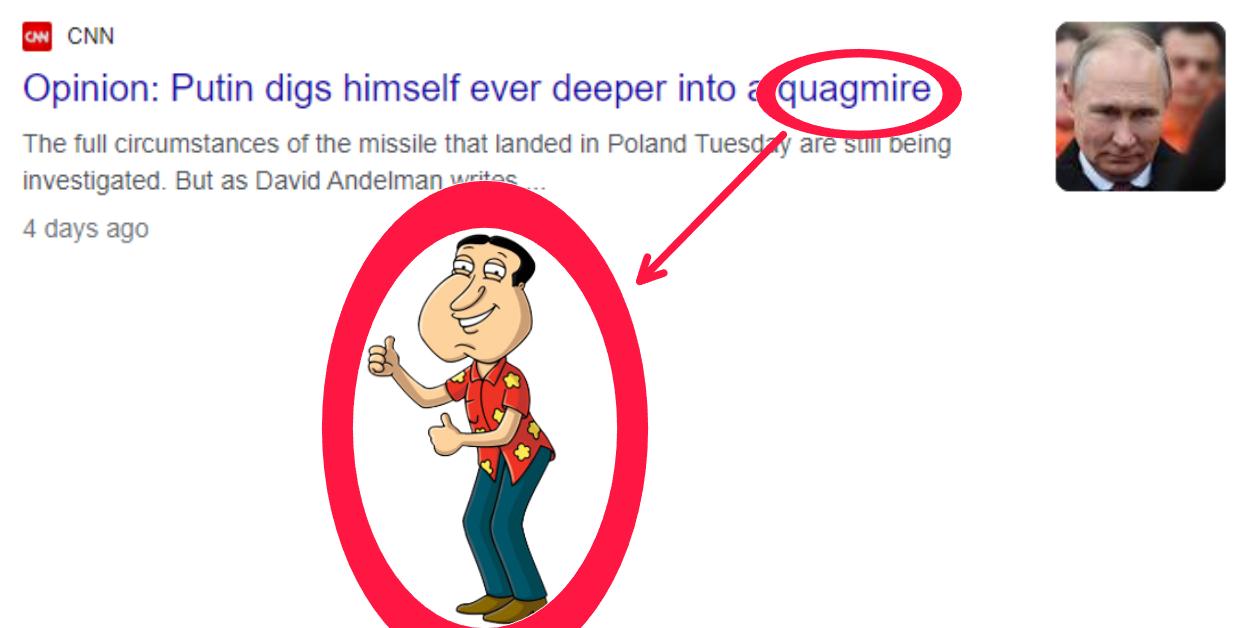 CNN CNN
Opinion: Putin digs himself ever deeper into a quagmire
The full circumstances of the missile that landed in Poland Tuesday are still being
investigated. But as David Andelman writes ...
4 days ago